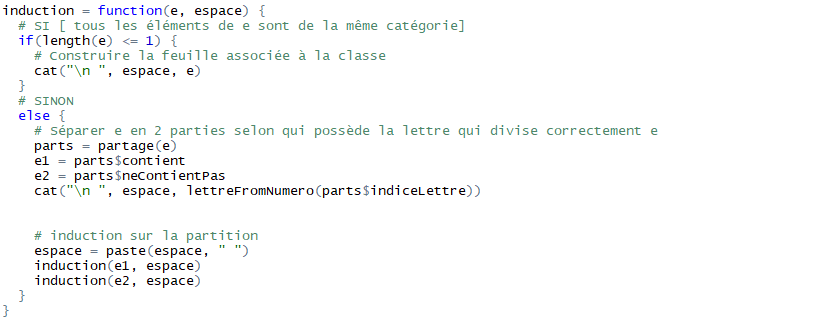 induction = function(e, espace) {
  # SI [ tous les éléments de e sont de la même catégorie]
  if(length(e) <= 1) {
    # Construire la feuille associée à la classe
    cat("\n ", espace, e)
  }
  # SINON
  else {
    # Séparer e en 2 parties selon qui possède la lettre qui divise correctement e
    parts = partage(e)
    e1 = parts$contient
    e2 = parts$neContientPas
    cat("\n ", espace, lettreFromNumero(parts$indiceLettre))
    # induction sur la partition
    espace = paste(espace, " ")
    induction(e1, espace)
    induction(e2, espace)
  }
}